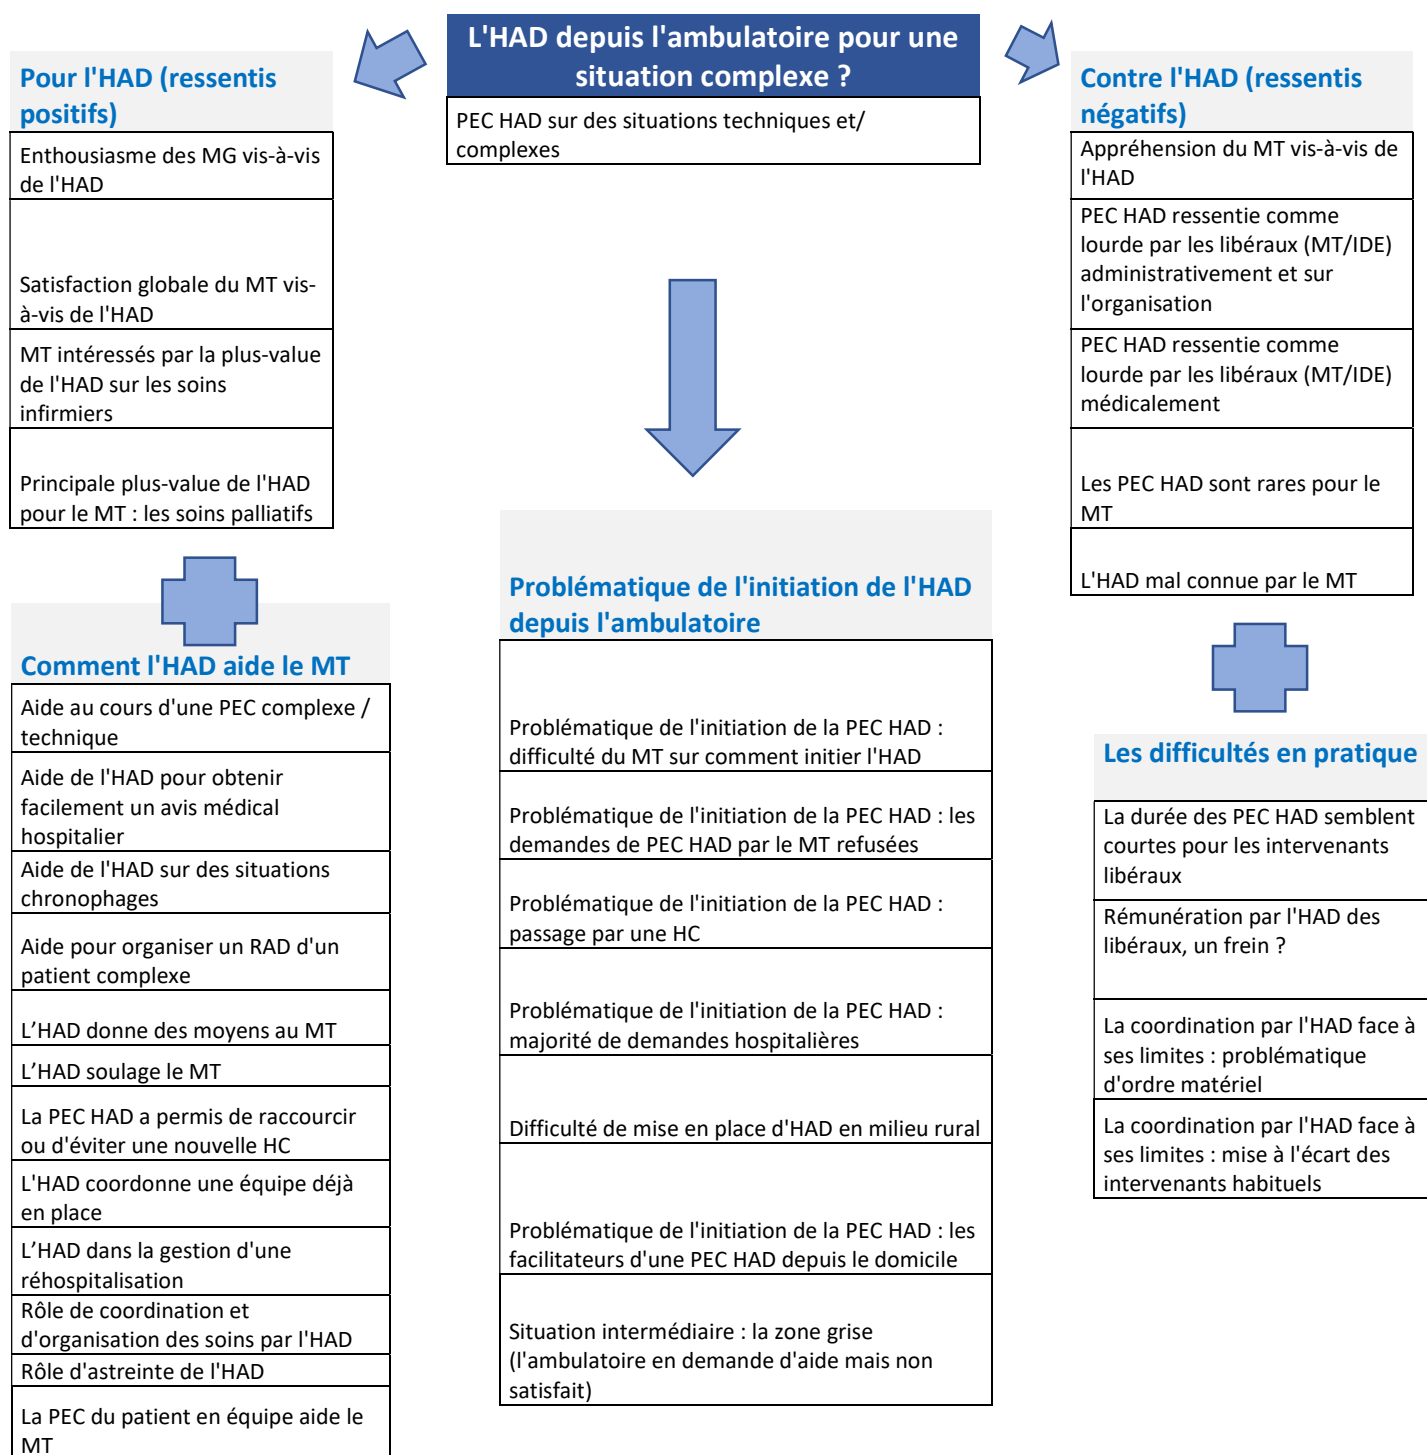 L'HAD depuis l'ambulatoire pour une
situation complexe ?
PEC HAD sur des situations techniques et/
complexes
Pour l'HAD (ressentis
positifs)
Enthousiasme des MG vis-à-vis
de l'HAD
Satisfaction globale du MT vis-
à-vis de l'HAD
MT intéressés par la plus-value
de l'HAD sur les soins
infirmiers
Principale plus-value de l'HAD
pour le MT : les soins palliatifs
Comment l'HAD aide le MT
Aide au cours d'une PEC complexe /
technique
Aide de l'HAD pour obtenir
facilement un avis médical
hospitalier
Aide de l'HAD sur des situations
chronophages
Aide pour organiser un RAD d'un
patient complexe
L’HAD donne des moyens au MT
L’HAD soulage le MT
La PEC HAD a permis de raccourcir
ou d'éviter une nouvelle HC
L'HAD coordonne une équipe déjà
en place
L’HAD dans la gestion d'une
réhospitalisation
Rôle de coordination et
d'organisation des soins par l'HAD
Rôle d'astreinte de l'HAD
La PEC du patient en équipe aide le
MT
Problématique de l'initiation de l'HAD
depuis l'ambulatoire
Problématique de l'initiation de la PEC HAD :
difficulté du MT sur comment initier l'HAD
Problématique de l'initiation de la PEC HAD : les
demandes de PEC HAD par le MT refusées
Problématique de l'initiation de la PEC HAD :
passage par une HC
Problématique de l'initiation de la PEC HAD :
majorité de demandes hospitalières
Difficulté de mise en place d'HAD en milieu rural
Problématique de l'initiation de la PEC HAD : les
facilitateurs d'une PEC HAD depuis le domicile
Situation intermédiaire : la zone grise
(l'ambulatoire en demande d'aide mais non
satisfait)
Contre l'HAD (ressentis
négatifs)
Appréhension du MT vis-à-vis de
l'HAD
PEC HAD ressentie comme
lourde par les libéraux (MT/IDE)
administrativement et sur
l'organisation
PEC HAD ressentie comme
lourde par les libéraux (MT/IDE)
médicalement
Les PEC HAD sont rares pour le
MT
L'HAD mal connue par le MT
Les difficultés en pratique
La durée des PEC HAD semblent
courtes pour les intervenants
libéraux
Rémunération par l'HAD des
libéraux, un frein ?
La coordination par l'HAD face à
ses limites : problématique
d'ordre matériel
La coordination par l'HAD face à
ses limites : mise à l'écart des
intervenants habituels